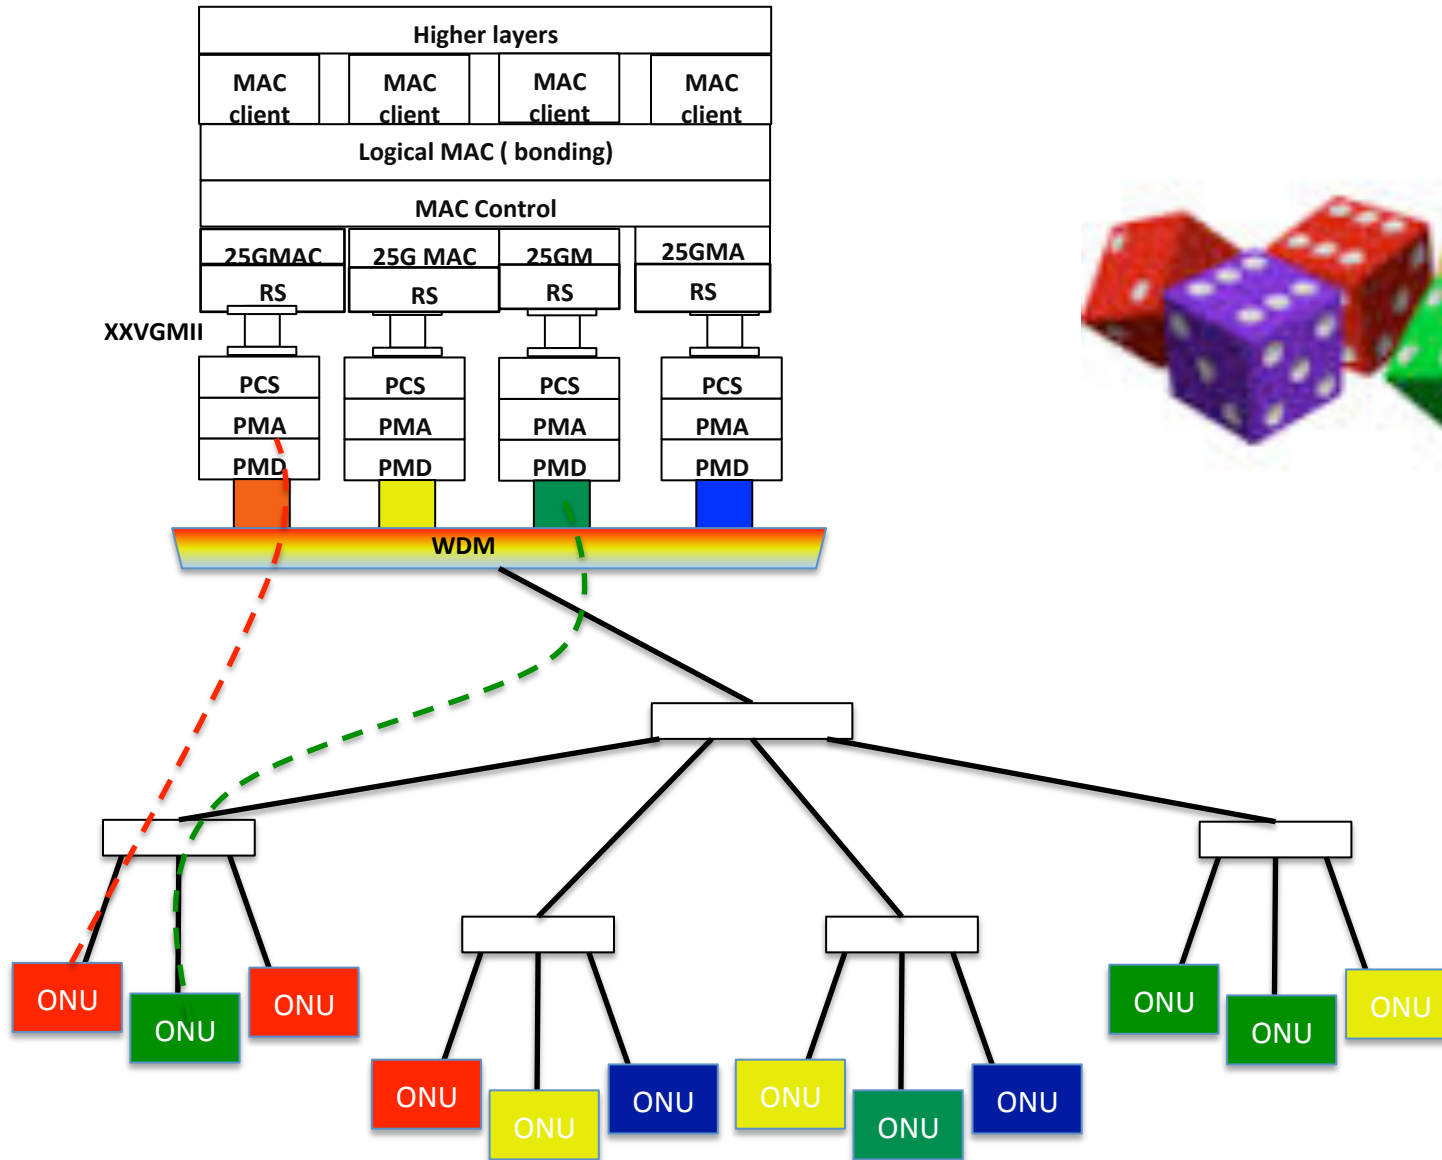 Higher layers
MAC client
MAC client
MAC client
MAC client
Logical MAC ( bonding)
MAC Control
25GMAC
25G MAC
25GM
25GMA
RS
RS
RS
RS
XXVGMII
PCS
PCS
PCS
PCS
PMA
PMA
PMA
PMA
PMD
PMD
PMD
PMD
WDM
ONU
ONU
ONU
ONU
ONU
ONU
ONU
ONU
ONU
ONU
ONU
ONU